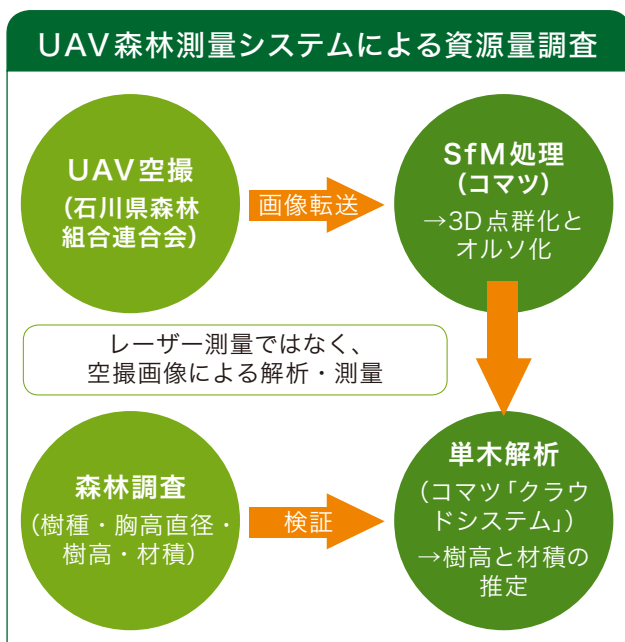 UAV森林測量システムによる資源量調査
UAV空撮
(石川県森林
組合連合会)
画像転送
SfM処理
(コマツ)
→3D点群化と
オルソ化
レーザー測量ではなく、
空撮画像による解析・測量
森林調査
(樹種・胸高直径・
樹高・材積)
検証
単木解析
(コマツ「クラウ
ドシステム」)
→樹高と材積の
推定